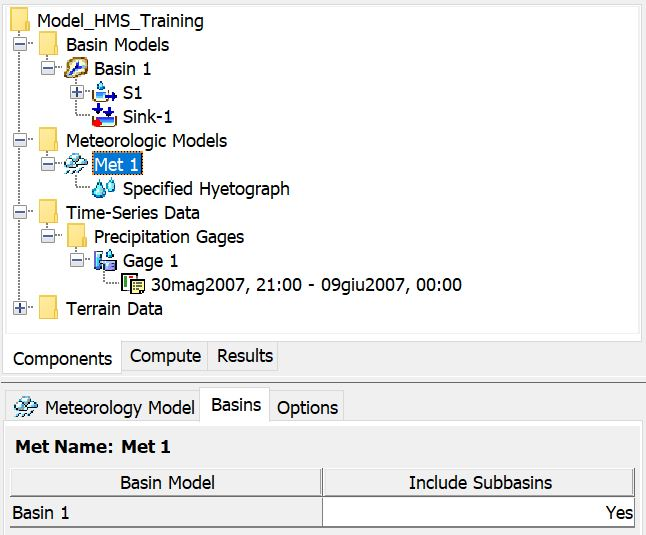 Model_HMS_Training
Basin Models
Basin 1
S1
Sink-1
Meteorologic Models
Met 1
Specified Hyetograph
Time-Series Data
Precipitation Gages
Gage 1
30mag2007, 21:00 - 09giu2007, 00:00
Terrain Data
Components Compute Results
Meteorology Model Basins Options
Met Name: Met 1
Basin Model Include Subbasins
Basin 1 Yes